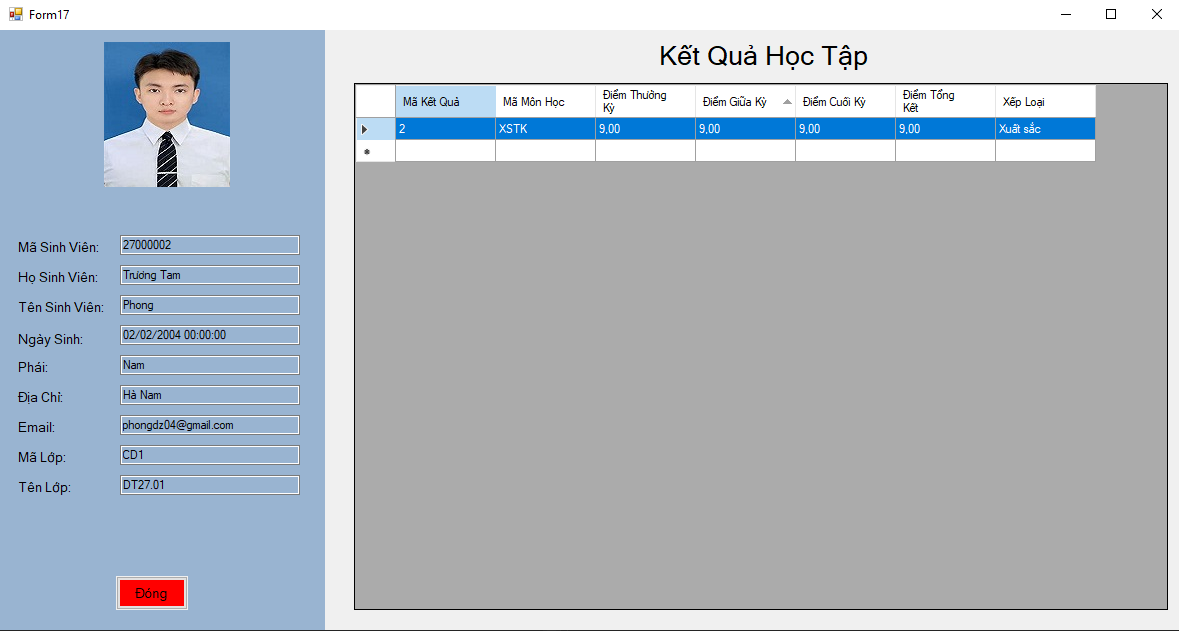 Form17
Kết Quả Học Tập
Mã Sinh Viên: 27000002
Họ Sinh Viên: Trương Tam
Tên Sinh Viên: Phong
Ngày Sinh: 02/02/2004 00:00:00
Phái: Nam
Địa Chỉ: Hà Nam
Email: phongdz04@gmail.com
Mã Lớp: CD1
Tên Lớp: DT27.01
Đóng
Mã Kết Quả Mã Môn Học Điểm Thường Kỳ Điểm Giữa Kỳ Điểm Cuối Kỳ Điểm Tổng Kết Xếp Loại
2 XSTK 9,00 9,00 9,00 9,00 Xuất sắc